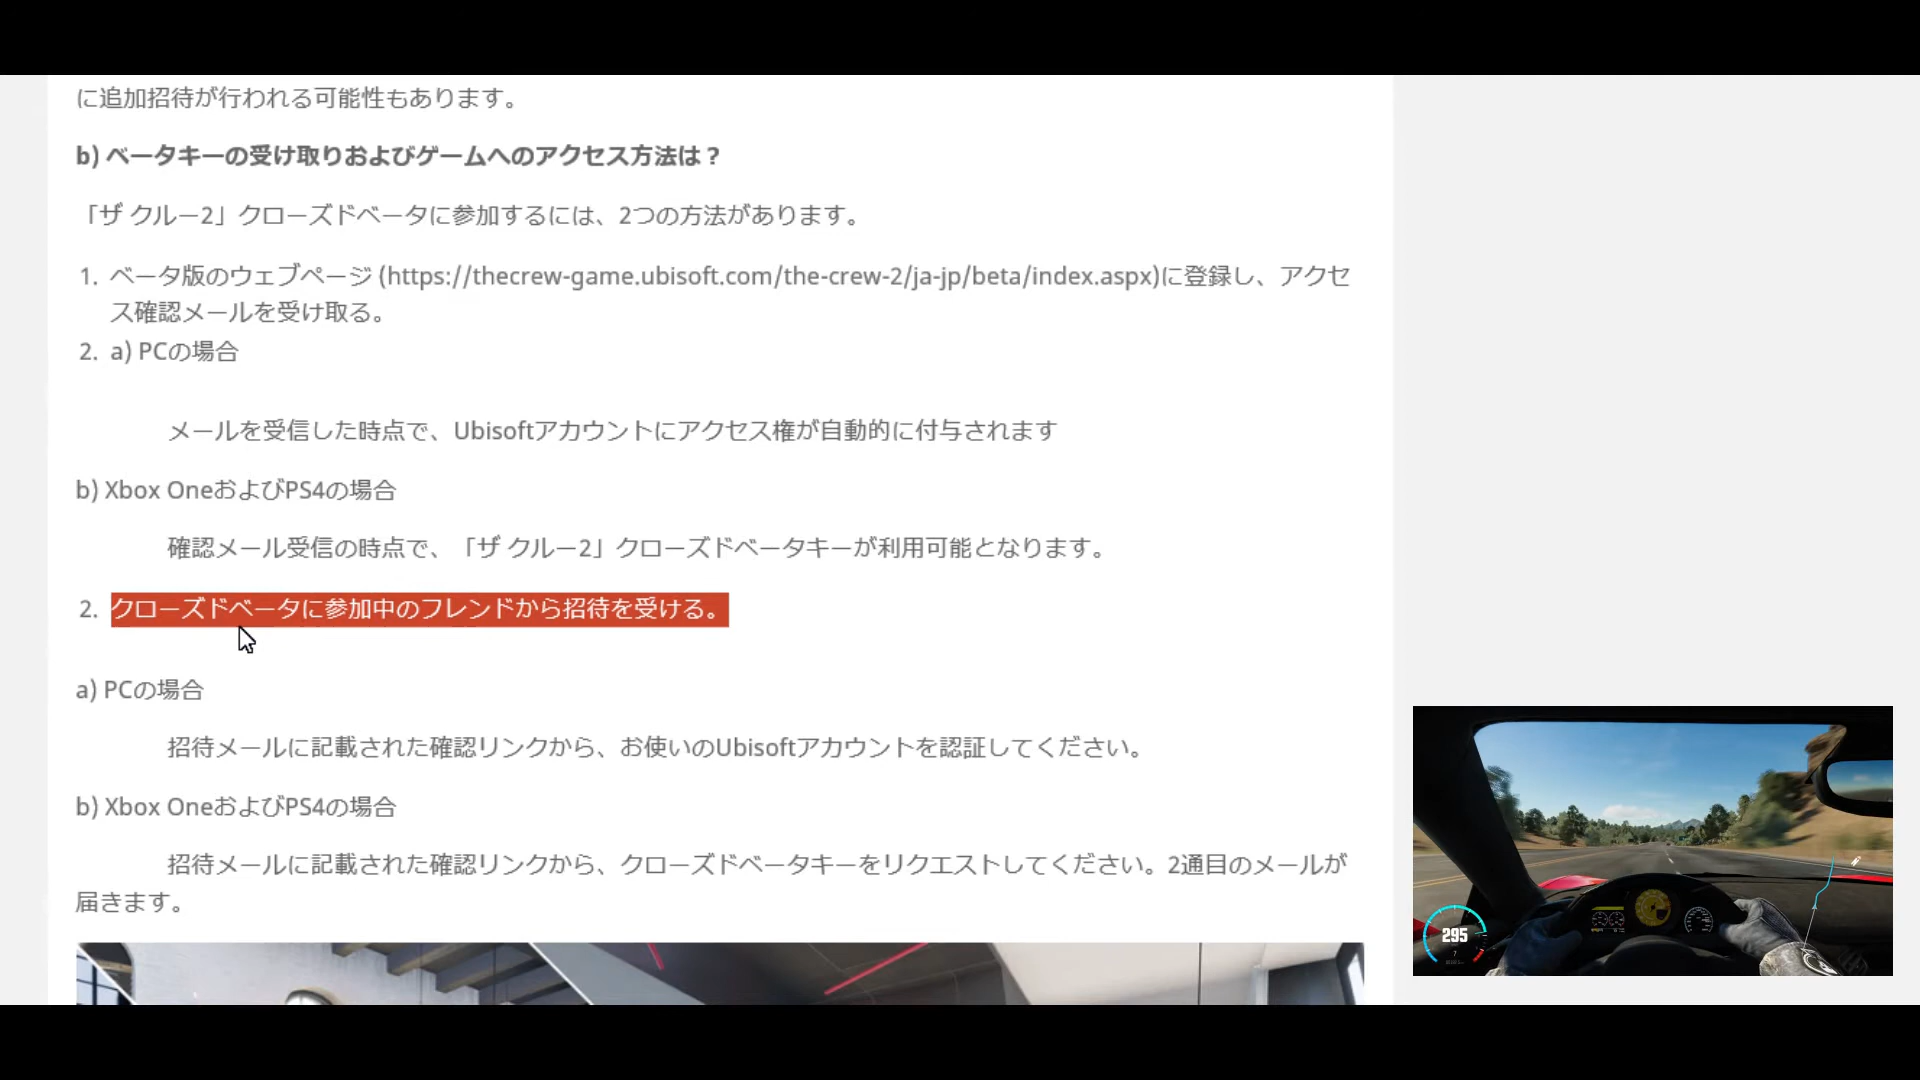 に追加招待が行われる可能性もあります。
b) ベータキーの受け取りおよびゲームへのアクセス方法は？
「ザ クルー2」クローズドベータに参加するには、2つの方法があります。
1. ベータ版のウェブページ (https://thecrew-game.ubisoft.com/the-crew-2/ja-jp/beta/index.aspx)に登録し、アクセ
ス確認メールを受け取る。
2. a) PCの場合
メールを受信した時点で、Ubisoftアカウントにアクセス権が自動的に付与されます
b) Xbox OneおよびPS4の場合
確認メール受信の時点で、「ザ クルー2」クローズドベータキーが利用可能となります。
2. クローズドベータに参加中のフレンドから招待を受ける。
a) PCの場合
招待メールに記載された確認リンクから、お使いのUbisoftアカウントを認証してください。
b) Xbox OneおよびPS4の場合
招待メールに記載された確認リンクから、クローズドベータキーをリクエストしてください。2通目のメールが
届きます。
295
7